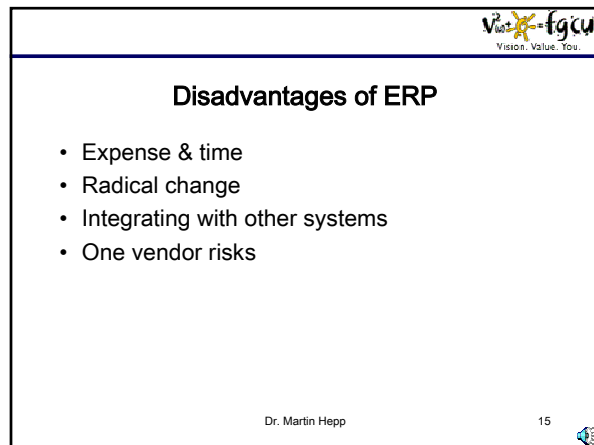 fgcu
Vision. Value. You.
Disadvantages of ERP
• Expense & time
• Radical change
• Integrating with other systems
• One vendor risks
Dr. Martin Hepp
15